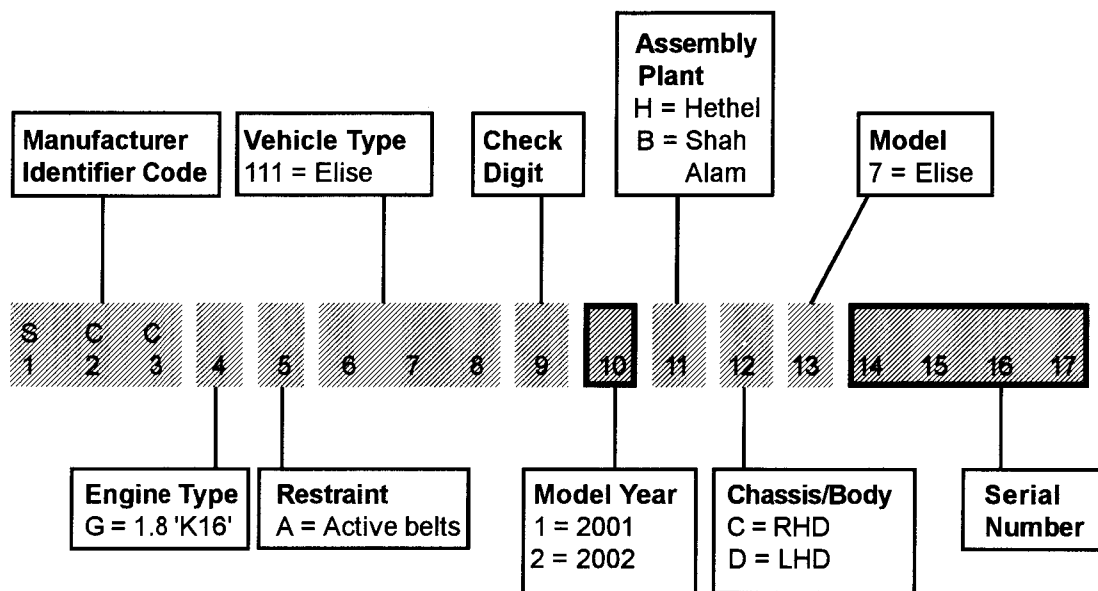 Assembly
Plant
H = Hethel
B = Shah
Alam
Manufacturer
Identifier Code
Vehicle Type
111 = Elise
Check
Digit
Model
7 = Elise
S C C
1 2 3 4 5 6 7 8 9 10 11 12 13 14 15 16 17
Engine Type
G = 1.8 'K16'
Restraint
A = Active belts
Model Year
1 = 2001
2 = 2002
Chassis/Body
C = RHD
D = LHD
Serial
Number